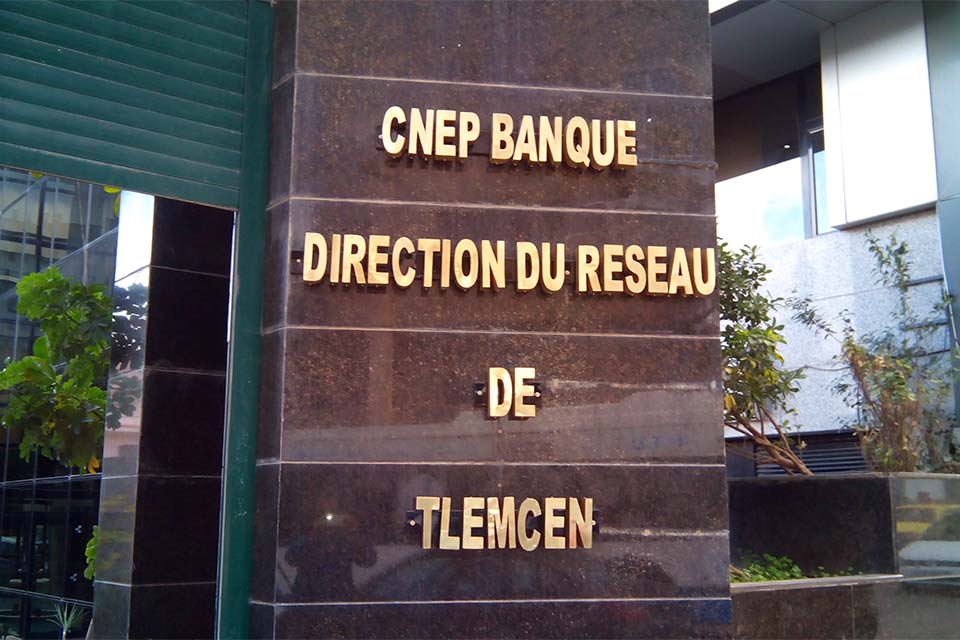 CNEP BANQUE
DIRECTION DU RESEAU
DE
TLEMCEN